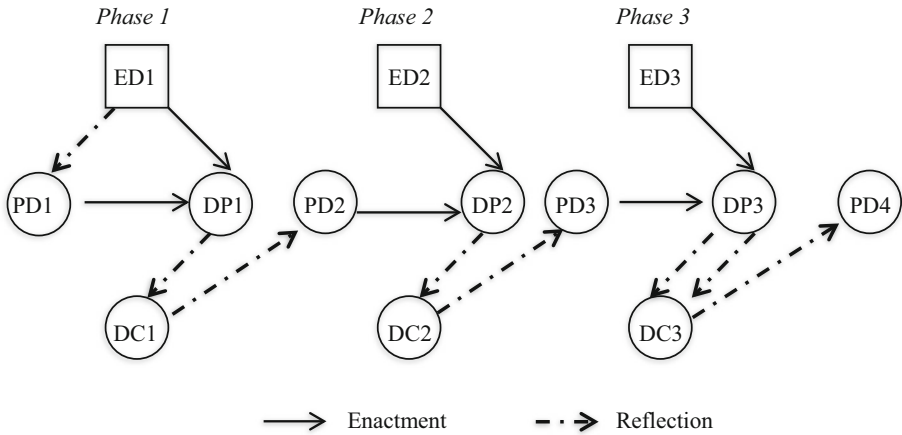 Phase 1
Phase 2
Phase 3
ED1
ED2
ED3
PD1
DP1
PD2
DP2
PD3
DP3
PD4
DC1
DC2
DC3
Enactment
Reflection